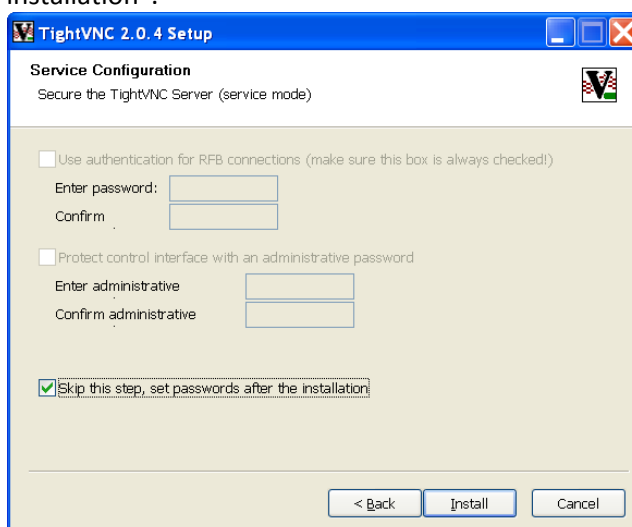 installation".
TightVNC 2.0.4 Setup
Service Configuration
Secure the TightVNC Server (service mode)
Use authentication for RFB connections (make sure this box is always checked!)
Enter password:
Confirm
Protect control interface with an administrative password
Enter administrative
Confirm administrative
Skip this step, set passwords after the installation
< Back
Install
Cancel